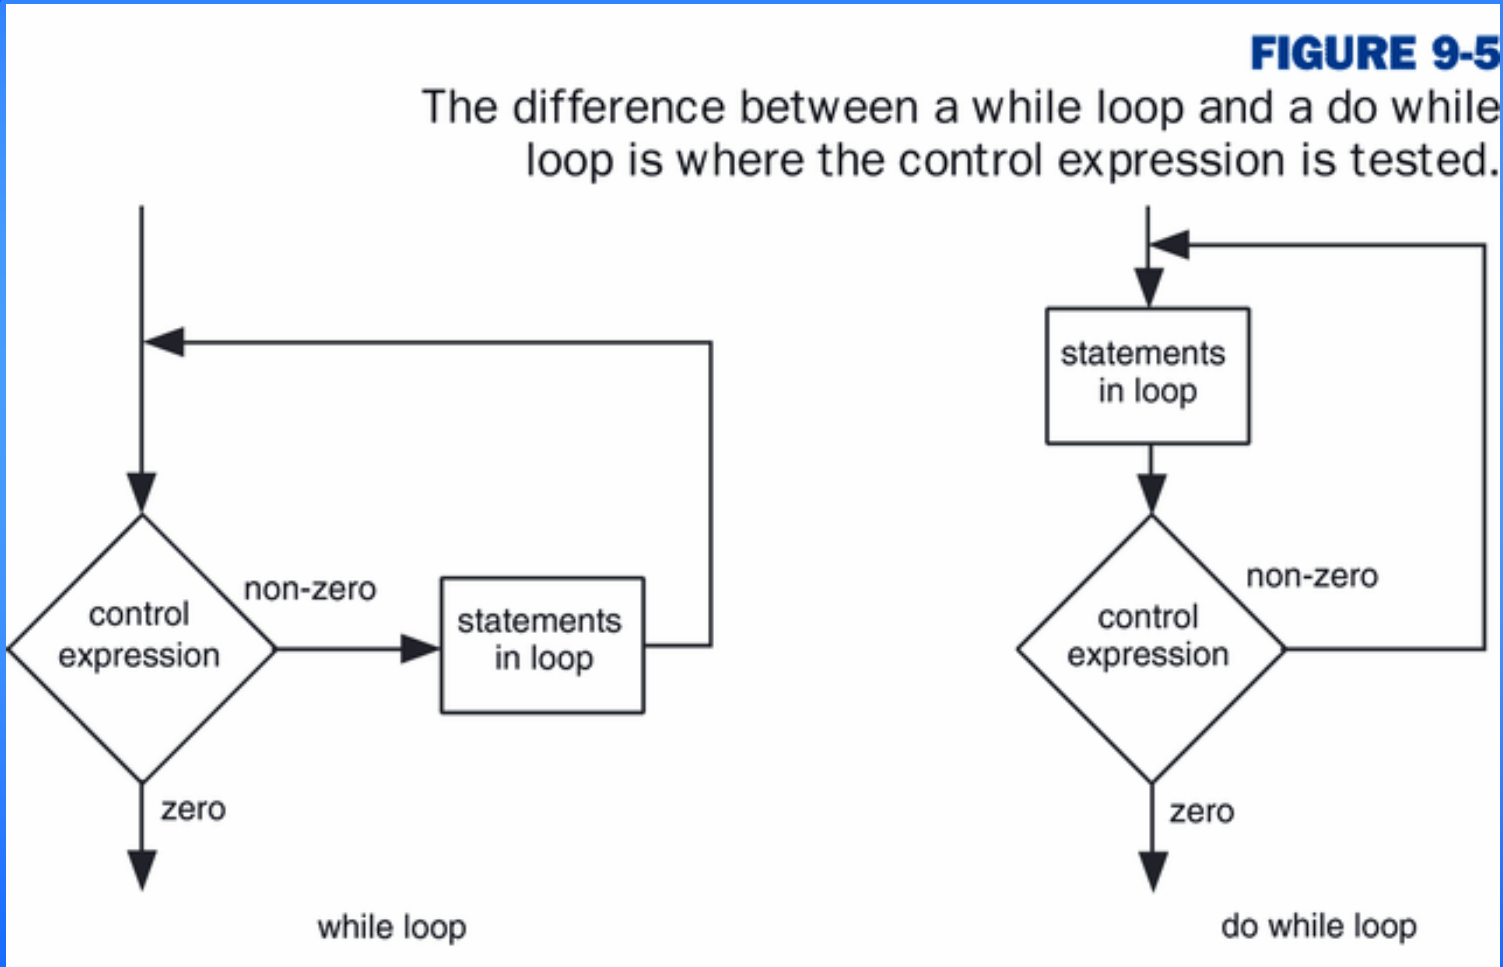 FIGURE 9-5
The difference between a while loop and a do while
loop is where the control expression is tested.
control
expression
non-zero
statements
in loop
zero
while loop
statements
in loop
control
expression
non-zero
zero
do while loop